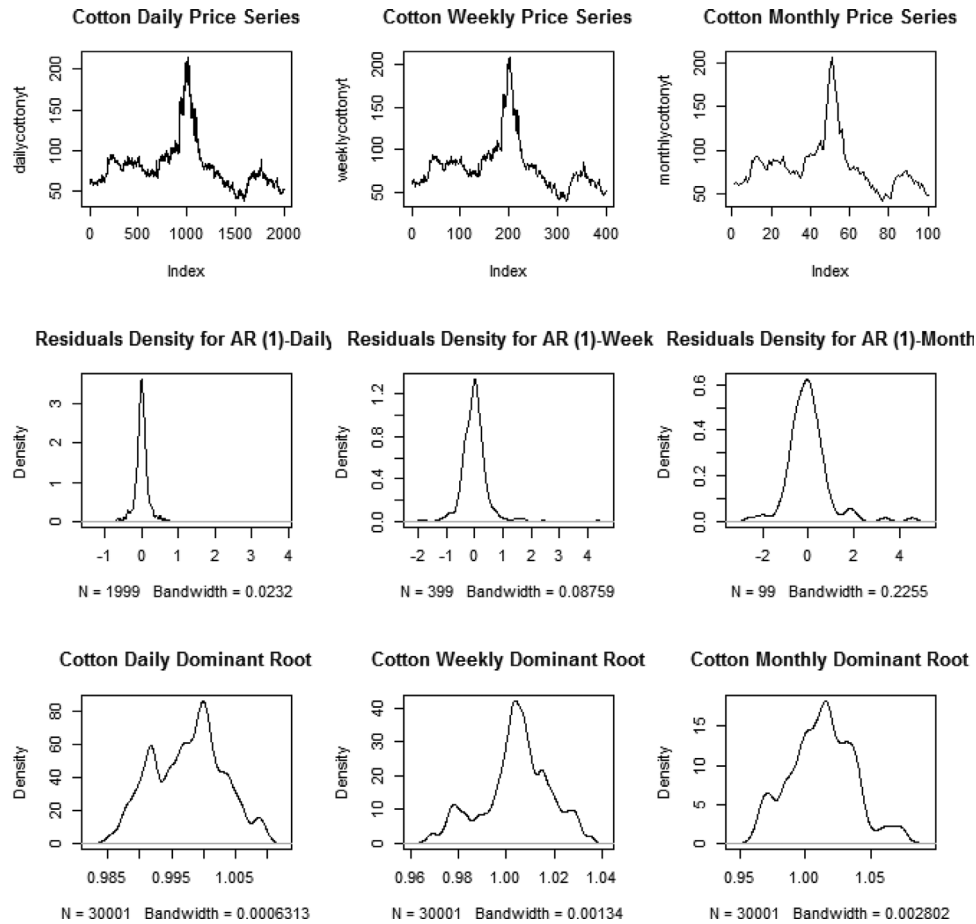 Cotton Daily Price Series
dailycottonyt
50 100 150 200
0 500 1000 1500 2000
Index
Cotton Weekly Price Series
weeklycottonyt
50 100 150 200
0 100 200 300 400
Index
Cotton Monthly Price Series
monthlycottonyt
50 100 150 200
0 20 40 60 80 100
Index
Residuals Density for AR (1)-Daily
Density
0 1 2 3
-1 0 1 2 3 4
N = 1999 Bandwidth = 0.0232
Residuals Density for AR (1)-Week
Density
0.0 0.4 0.8 1.2
-2 -1 0 1 2 3 4
N = 399 Bandwidth = 0.08759
Residuals Density for AR (1)-Month
Density
0.0 0.2 0.4 0.6
-2 0 2 4
N = 99 Bandwidth = 0.2255
Cotton Daily Dominant Root
Density
0 20 40 60 80
0.985 0.995 1.005
N = 30001 Bandwidth = 0.0006313
Cotton Weekly Dominant Root
Density
0 10 20 30 40
0.96 0.98 1.00 1.02 1.04
N = 30001 Bandwidth = 0.00134
Cotton Monthly Dominant Root
Density
0 5 10 15
0.95 1.00 1.05
N = 30001 Bandwidth = 0.002802